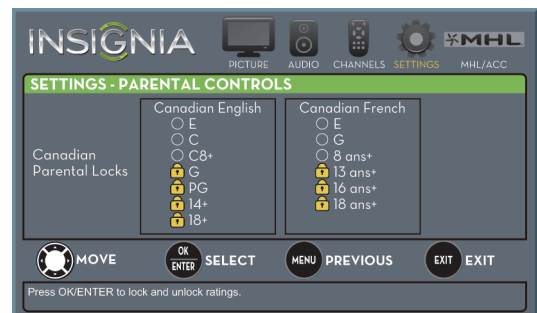 INSIGNIA
PICTURE AUDIO CHANNELS SETTINGS MHL/ACC
MHL
SETTINGS - PARENTAL CONTROLS
Canadian Parental Locks
Canadian English
E
C
C8+
G
PG
14+
18+
Canadian French
E
G
8 ans+
13 ans+
16 ans+
18 ans+
MOVE
OK/ENTER SELECT
MENU PREVIOUS
EXIT EXIT
Press OK/ENTER to lock and unlock ratings.